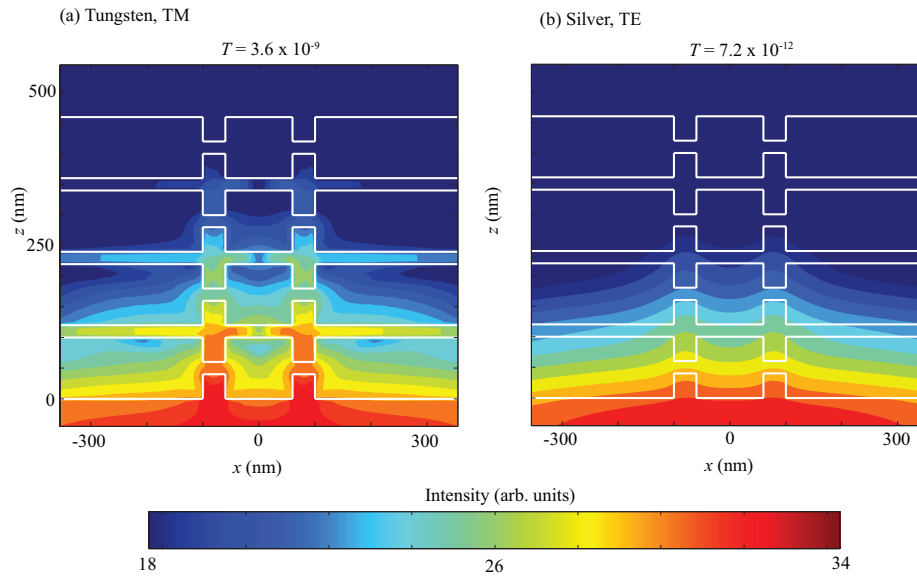 (a) Tungsten, TM
(b) Silver, TE
T = 3.6 x 10⁻⁹
T = 7.2 x 10⁻¹²
500
250
0
z (nm)
z (nm)
-300
0
300
-300
0
300
x (nm)
x (nm)
Intensity (arb. units)
18
26
34